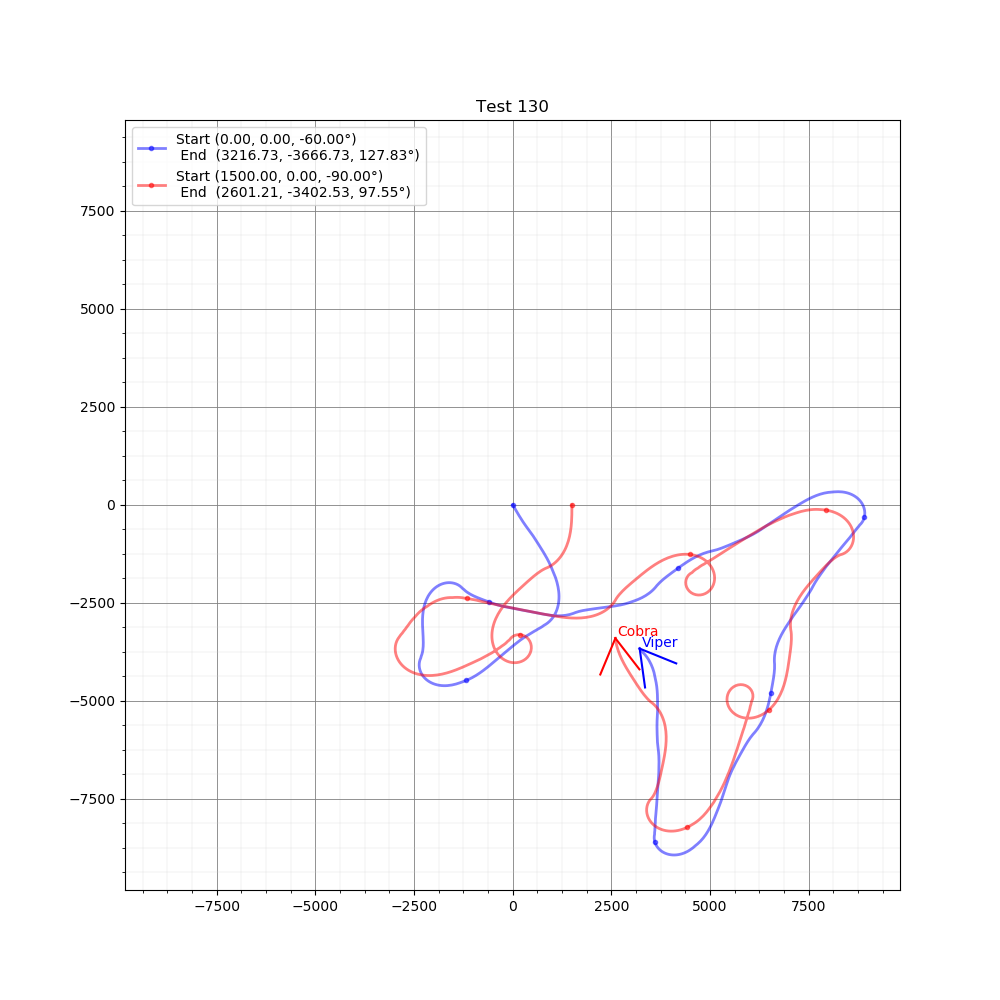 Test 130
Start (0.00, 0.00, -60.00°)
End (3216.73, -3666.73, 127.83°)
Start (1500.00, 0.00, -90.00°)
End (2601.21, -3402.53, 97.55°)
7500
5000
2500
0
−2500
−5000
−7500
Cobra
Viper
−7500
−5000
−2500
0
2500
5000
7500